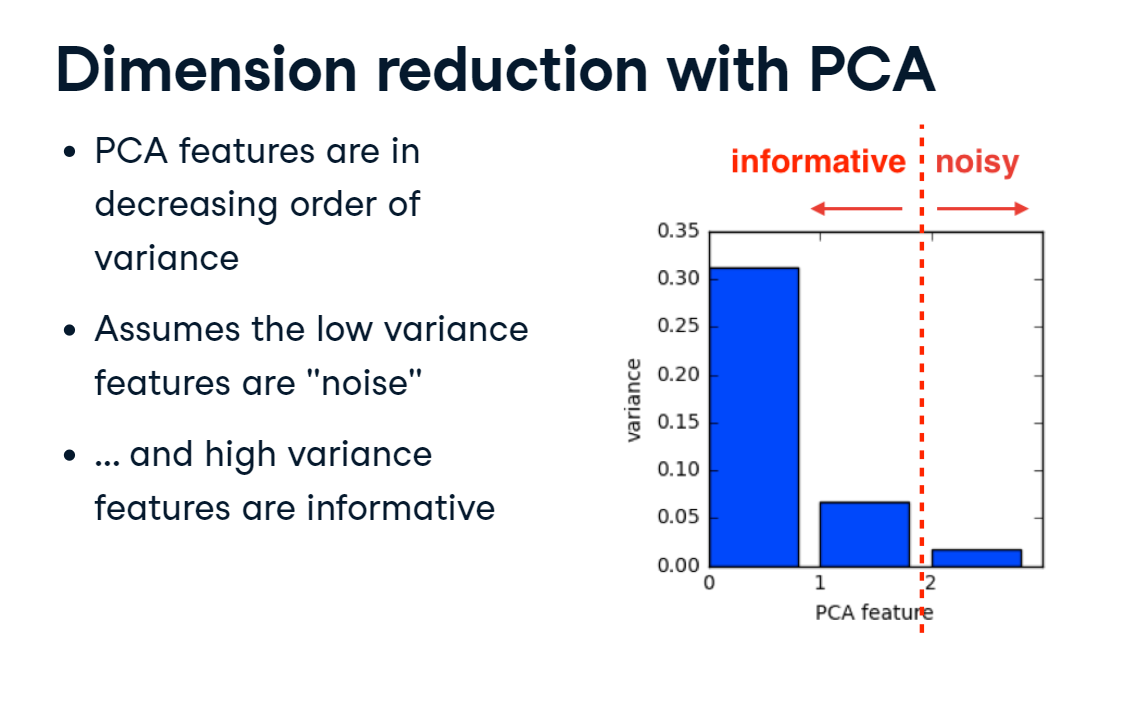 Dimension reduction with PCA
• PCA features are in
decreasing order of
variance
• Assumes the low variance
features are "noise"
• ... and high variance
features are informative
informative noisy
0.35
0.30
0.25
0.20
0.15
0.10
0.05
0.00
variance
0 1 2
PCA feature